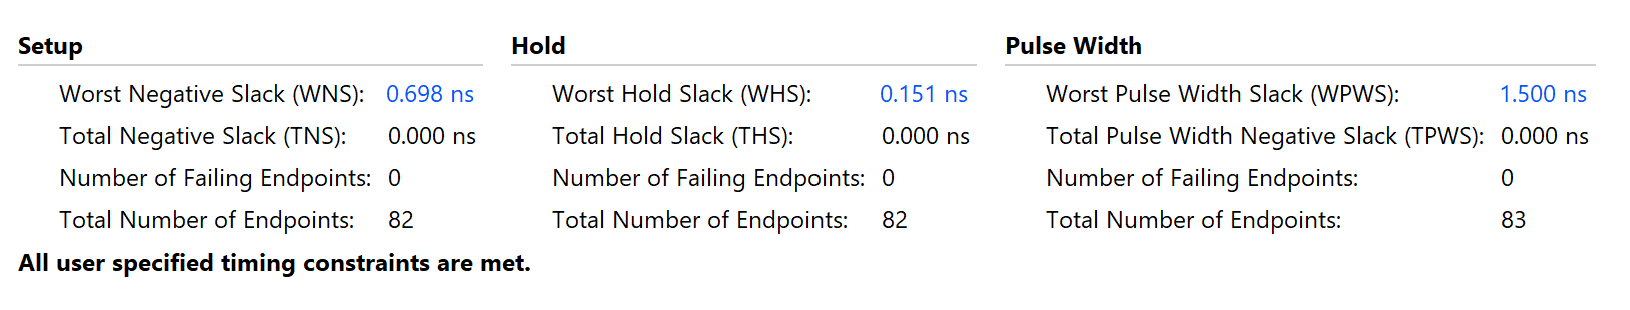 Setup
Worst Negative Slack (WNS): 0.698 ns
Total Negative Slack (TNS): 0.000 ns
Number of Failing Endpoints: 0
Total Number of Endpoints: 82
Hold
Worst Hold Slack (WHS): 0.151 ns
Total Hold Slack (THS): 0.000 ns
Number of Failing Endpoints: 0
Total Number of Endpoints: 82
Pulse Width
Worst Pulse Width Slack (WPWS): 1.500 ns
Total Pulse Width Negative Slack (TPWS): 0.000 ns
Number of Failing Endpoints: 0
Total Number of Endpoints: 83
All user specified timing constraints are met.